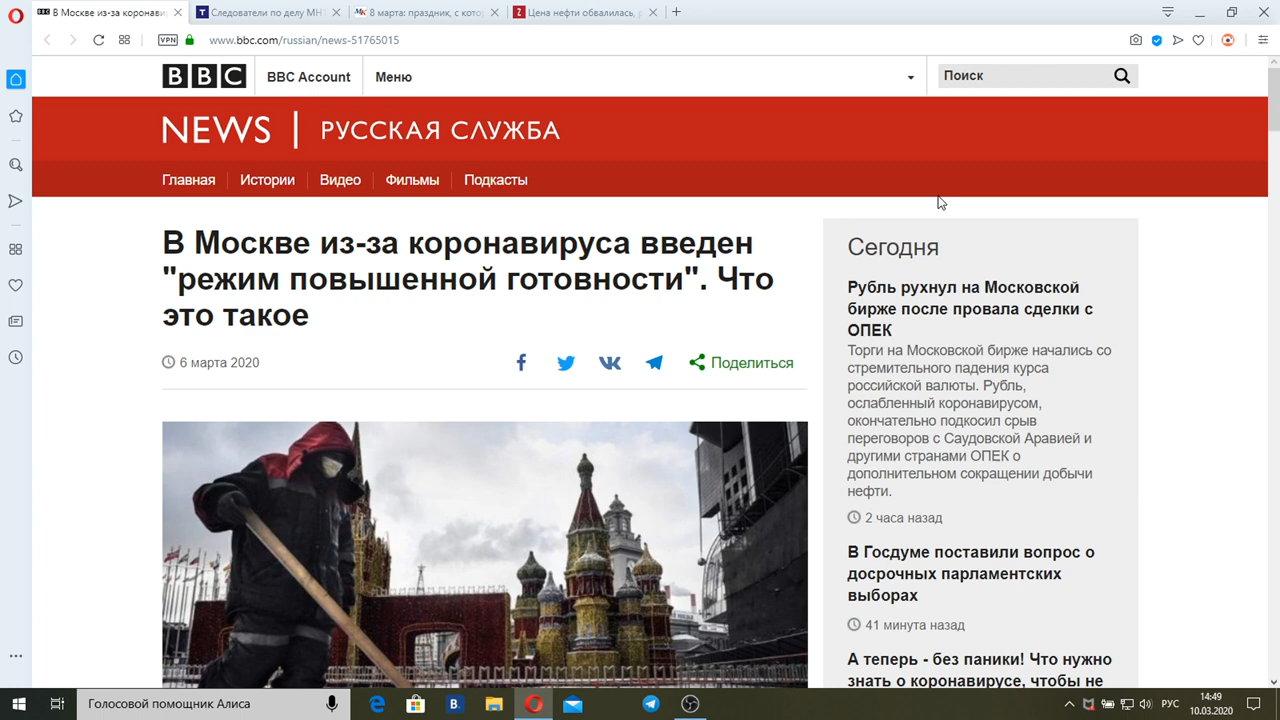 В Москве из-за коронави
Следователи по делу МН
8 марта: праздник, с кото
Цена нефти обвалилась, р
VPN
www.bbc.com/russian/news-51765015
BBC
BBC Account
Меню
Поиск
NEWS | РУССКАЯ СЛУЖБА
Главная
Истории
Видео
Фильмы
Подкасты
В Москве из-за коронавируса введен
"режим повышенной готовности". Что
это такое
6 марта 2020
Поделиться
Сегодня
Рубль рухнул на Московской
бирже после провала сделки с
ОПЕК
Торги на Московской бирже начались со
стремительного падения курса
российской валюты. Рубль,
ослабленный коронавирусом,
окончательно подкосил срыв
переговоров с Саудовской Аравией и
другими странами ОПЕК о
дополнительном сокращении добычи
нефти.
2 часа назад
В Госдуме поставили вопрос о
досрочных парламентских
выборах
41 минута назад
А теперь - без паники! Что нужно
знать о коронавирусе, чтобы не
Голосовой помощник Алиса
РУС
14:49
10.03.2020